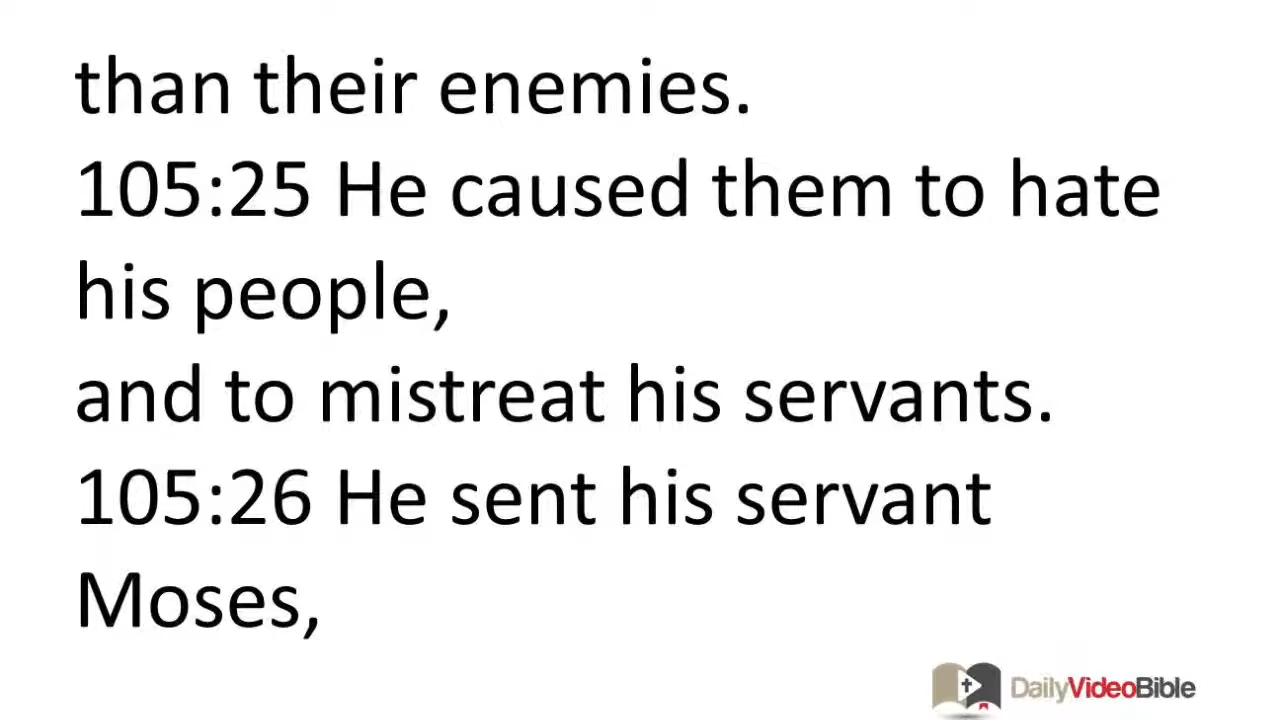 than their enemies.
105:25 He caused them to hate
his people,
and to mistreat his servants.
105:26 He sent his servant
Moses,
DailyVideoBible